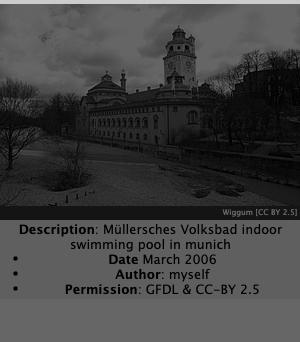 Wiggum [CC BY 2.5]
Description: Müllersches Volksbad indoor
swimming pool in munich
• Date March 2006
• Author: myself
• Permission: GFDL & CC-BY 2.5